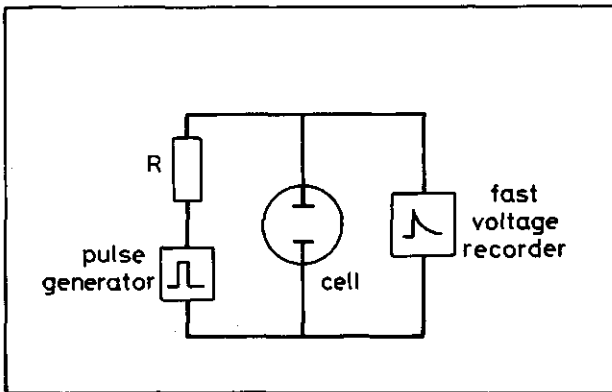 R
pulse
generator
cell
fast
voltage
recorder